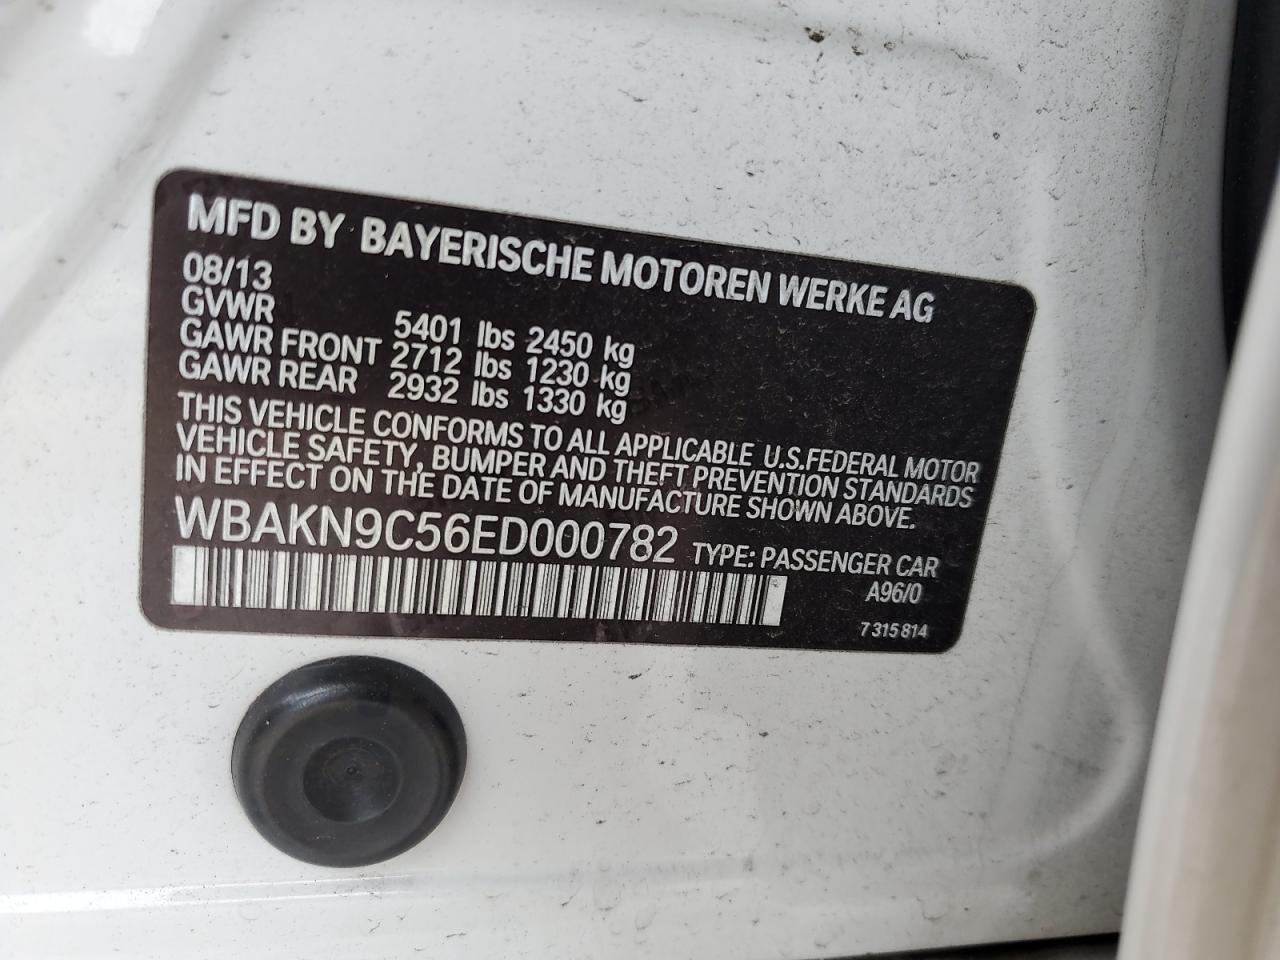 MFD BY BAYERISCHE MOTOREN WERKE AG
08/13
GVWR 5401 lbs 2450 kg
GAWR FRONT 2712 lbs 1230 kg
GAWR REAR 2932 lbs 1330 kg
THIS VEHICLE CONFORMS TO ALL APPLICABLE U.S.FEDERAL MOTOR
VEHICLE SAFETY, BUMPER AND THEFT PREVENTION STANDARDS
IN EFFECT ON THE DATE OF MANUFACTURE SHOWN ABOVE.
WBAKN9C56ED000782 TYPE: PASSENGER CAR
A96/0
7 315 814